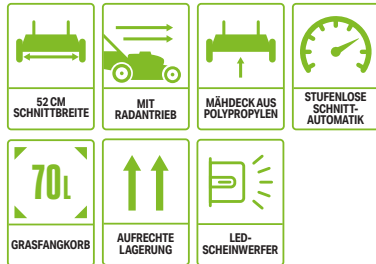 52 CM
SCHNITTBREITE
MIT
RADANTRIEB
MÄHDECK AUS
POLYPROPYLEN
STUFENLOSE
SCHNITT-
AUTOMATIK
70L
GRASFANGKORB
AUFRECHTE
LAGERUNG
LED-
SCHEINWERFER